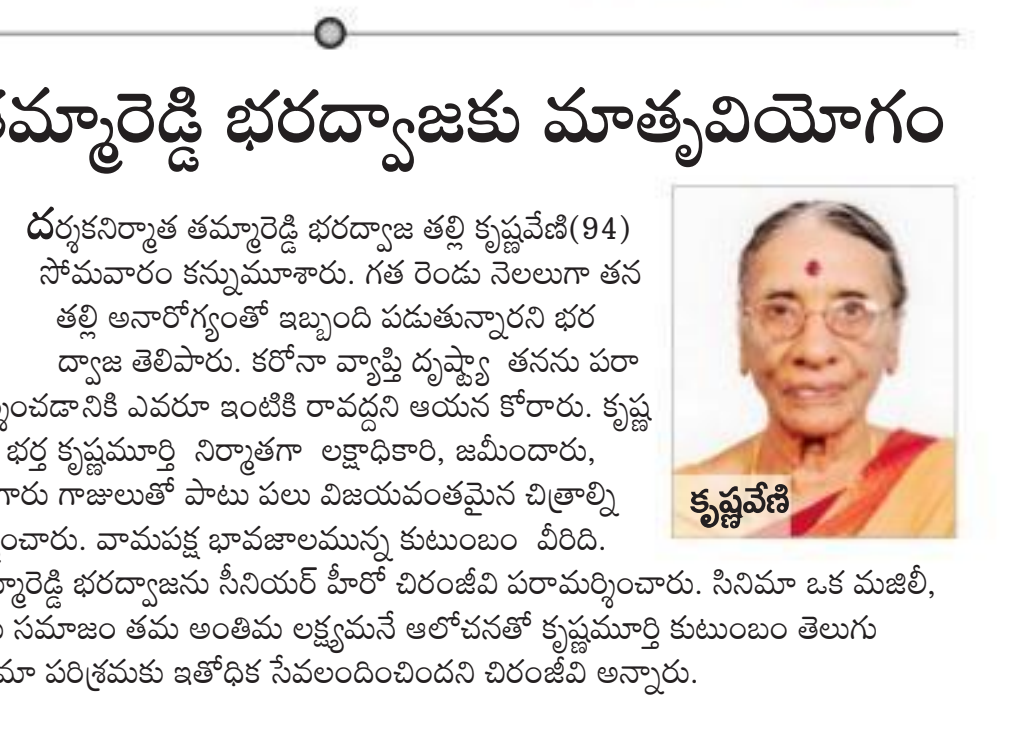 తమ్మారెడ్డి భరద్వాజకు మాతృవియోగం
దర్శకనిర్మాత తమ్మారెడ్డి భరద్వాజ తల్లి కృష్ణవేణి(94)
సోమవారం కన్నుమూశారు. గత రెండు నెలలుగా తన
తల్లి అనారోగ్యంతో ఇబ్బంది పడుతున్నారని భర
ద్వాజ తెలిపారు. కరోనా వ్యాప్తి దృష్ట్యా తనను పరా
ర్శించడానికి ఎవరూ ఇంటికి రావద్దని ఆయన కోరారు. కృష్ణ
భర్త కృష్ణమూర్తి నిర్మాతగా లక్షాధికారి, జమీందారు,
గారు గాజులుతో పాటు పలు విజయవంతమైన చిత్రాల్ని
ంచారు. వామపక్ష భావజాలమున్న కుటుంబం వీరిది.
మ్మారెడ్డి భరద్వాజను సీనియర్ హీరో చిరంజీవి పరామర్శించారు. సినిమా ఒక మజిలీ,
సమాజం తమ అంతిమ లక్ష్యమనే ఆలోచనతో కృష్ణమూర్తి కుటుంబం తెలుగు
మా పరిశ్రమకు ఇతోధిక సేవలందించిందని చిరంజీవి అన్నారు.
కృష్ణవేణి